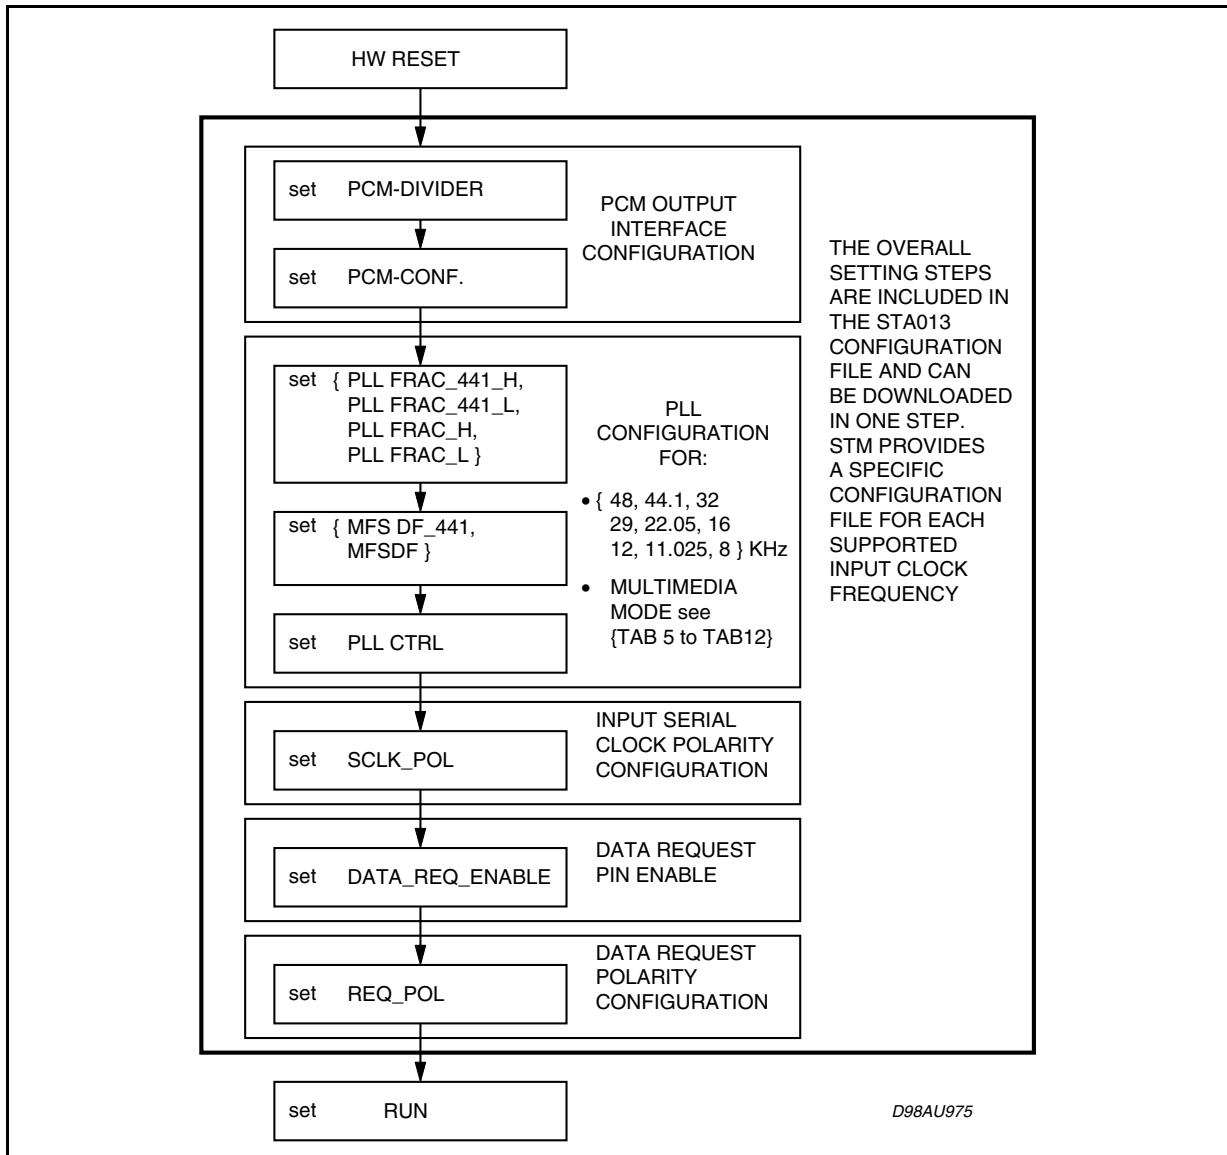 HW RESET
set PCM-DIVIDER
set PCM-CONF.
PCM OUTPUT
INTERFACE
CONFIGURATION
set { PLL FRAC_441_H,
PLL FRAC_441_L,
PLL FRAC_H,
PLL FRAC_L }
set { MFS DF_441,
MFSDF }
set PLL CTRL
PLL
CONFIGURATION
FOR:
• { 48, 44.1, 32
29, 22.05, 16
12, 11.025, 8 } KHz
• MULTIMEDIA
MODE see
{TAB 5 to TAB12}
set SCLK_POL
INPUT SERIAL
CLOCK POLARITY
CONFIGURATION
set DATA_REQ_ENABLE
DATA REQUEST
PIN ENABLE
set REQ_POL
DATA REQUEST
POLARITY
CONFIGURATION
THE OVERALL
SETTING STEPS
ARE INCLUDED IN
THE STA013
CONFIGURATION
FILE AND CAN
BE DOWNLOADED
IN ONE STEP.
STM PROVIDES
A SPECIFIC
CONFIGURATION
FILE FOR EACH
SUPPORTED
INPUT CLOCK
FREQUENCY
set RUN
D98AU975